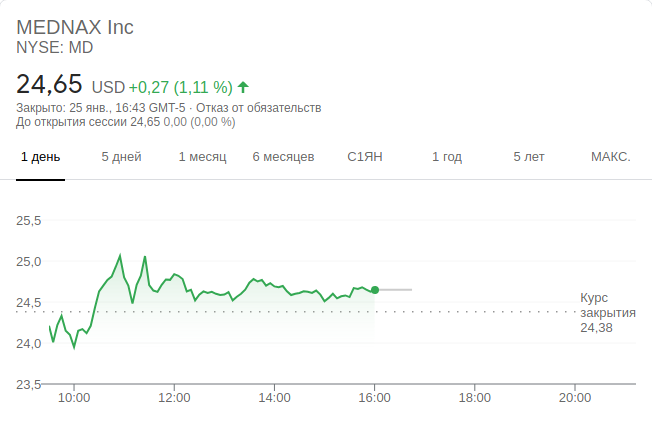 MEDNAX Inc
NYSE: MD
24,65 USD +0,27 (1,11 %)
Закрыто: 25 янв., 16:43 GMT-5 · Отказ от обязательств
До открытия сессии 24,65 0,00 (0,00 %)
1 день 5 дней 1 месяц 6 месяцев С1ЯН 1 год 5 лет МАКС.
25,5
25,0
24,5
Курс
закрытия
24,38
24,0
23,5
10:00 12:00 14:00 16:00 18:00 20:00